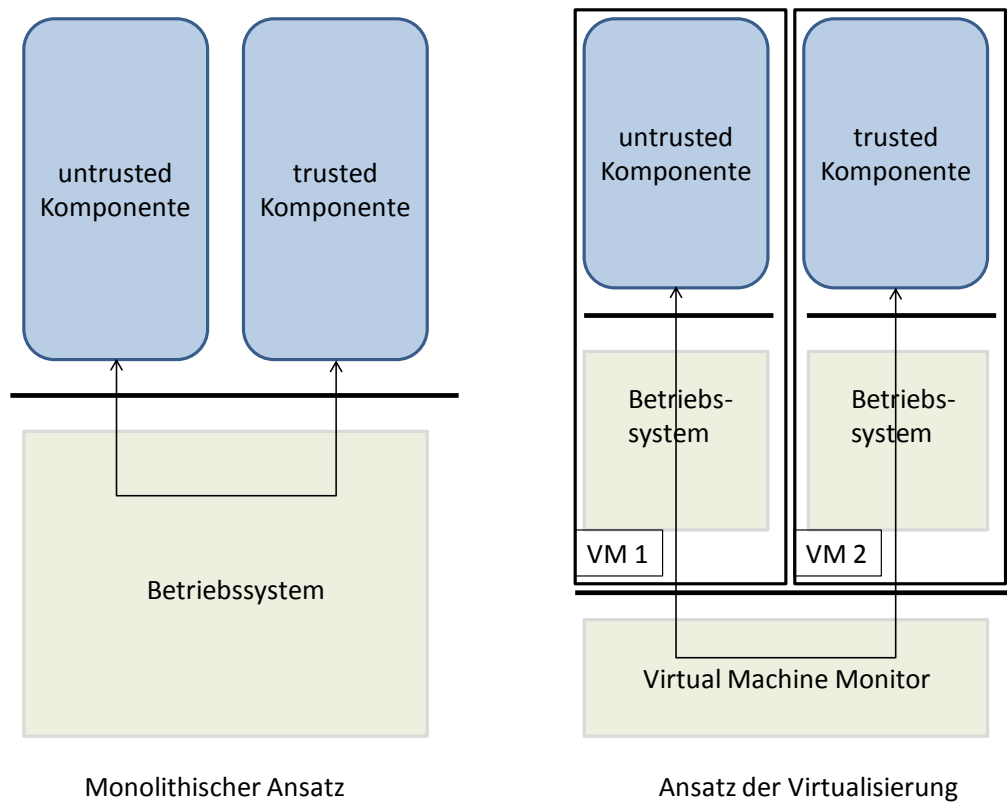 untrusted
Komponente
trusted
Komponente
Betriebssystem
Monolithischer Ansatz
untrusted
Komponente
trusted
Komponente
Betriebs-
system
Betriebs-
system
VM 1
VM 2
Virtual Machine Monitor
Ansatz der Virtualisierung